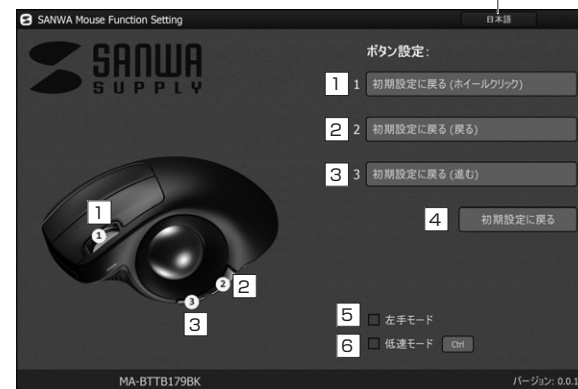 SANWA Mouse Function Setting
日本語
SANWA
SUPPLY
ボタン設定:
1 1 初期設定に戻る (ホイールクリック)
2 2 初期設定に戻る (戻る)
3 3 初期設定に戻る (進む)
4 初期設定に戻る
1
1
2 2
3
3
5 左手モード
6 低速モード Ctrl
MA-BTTB179BK
バージョン: 0.0.1